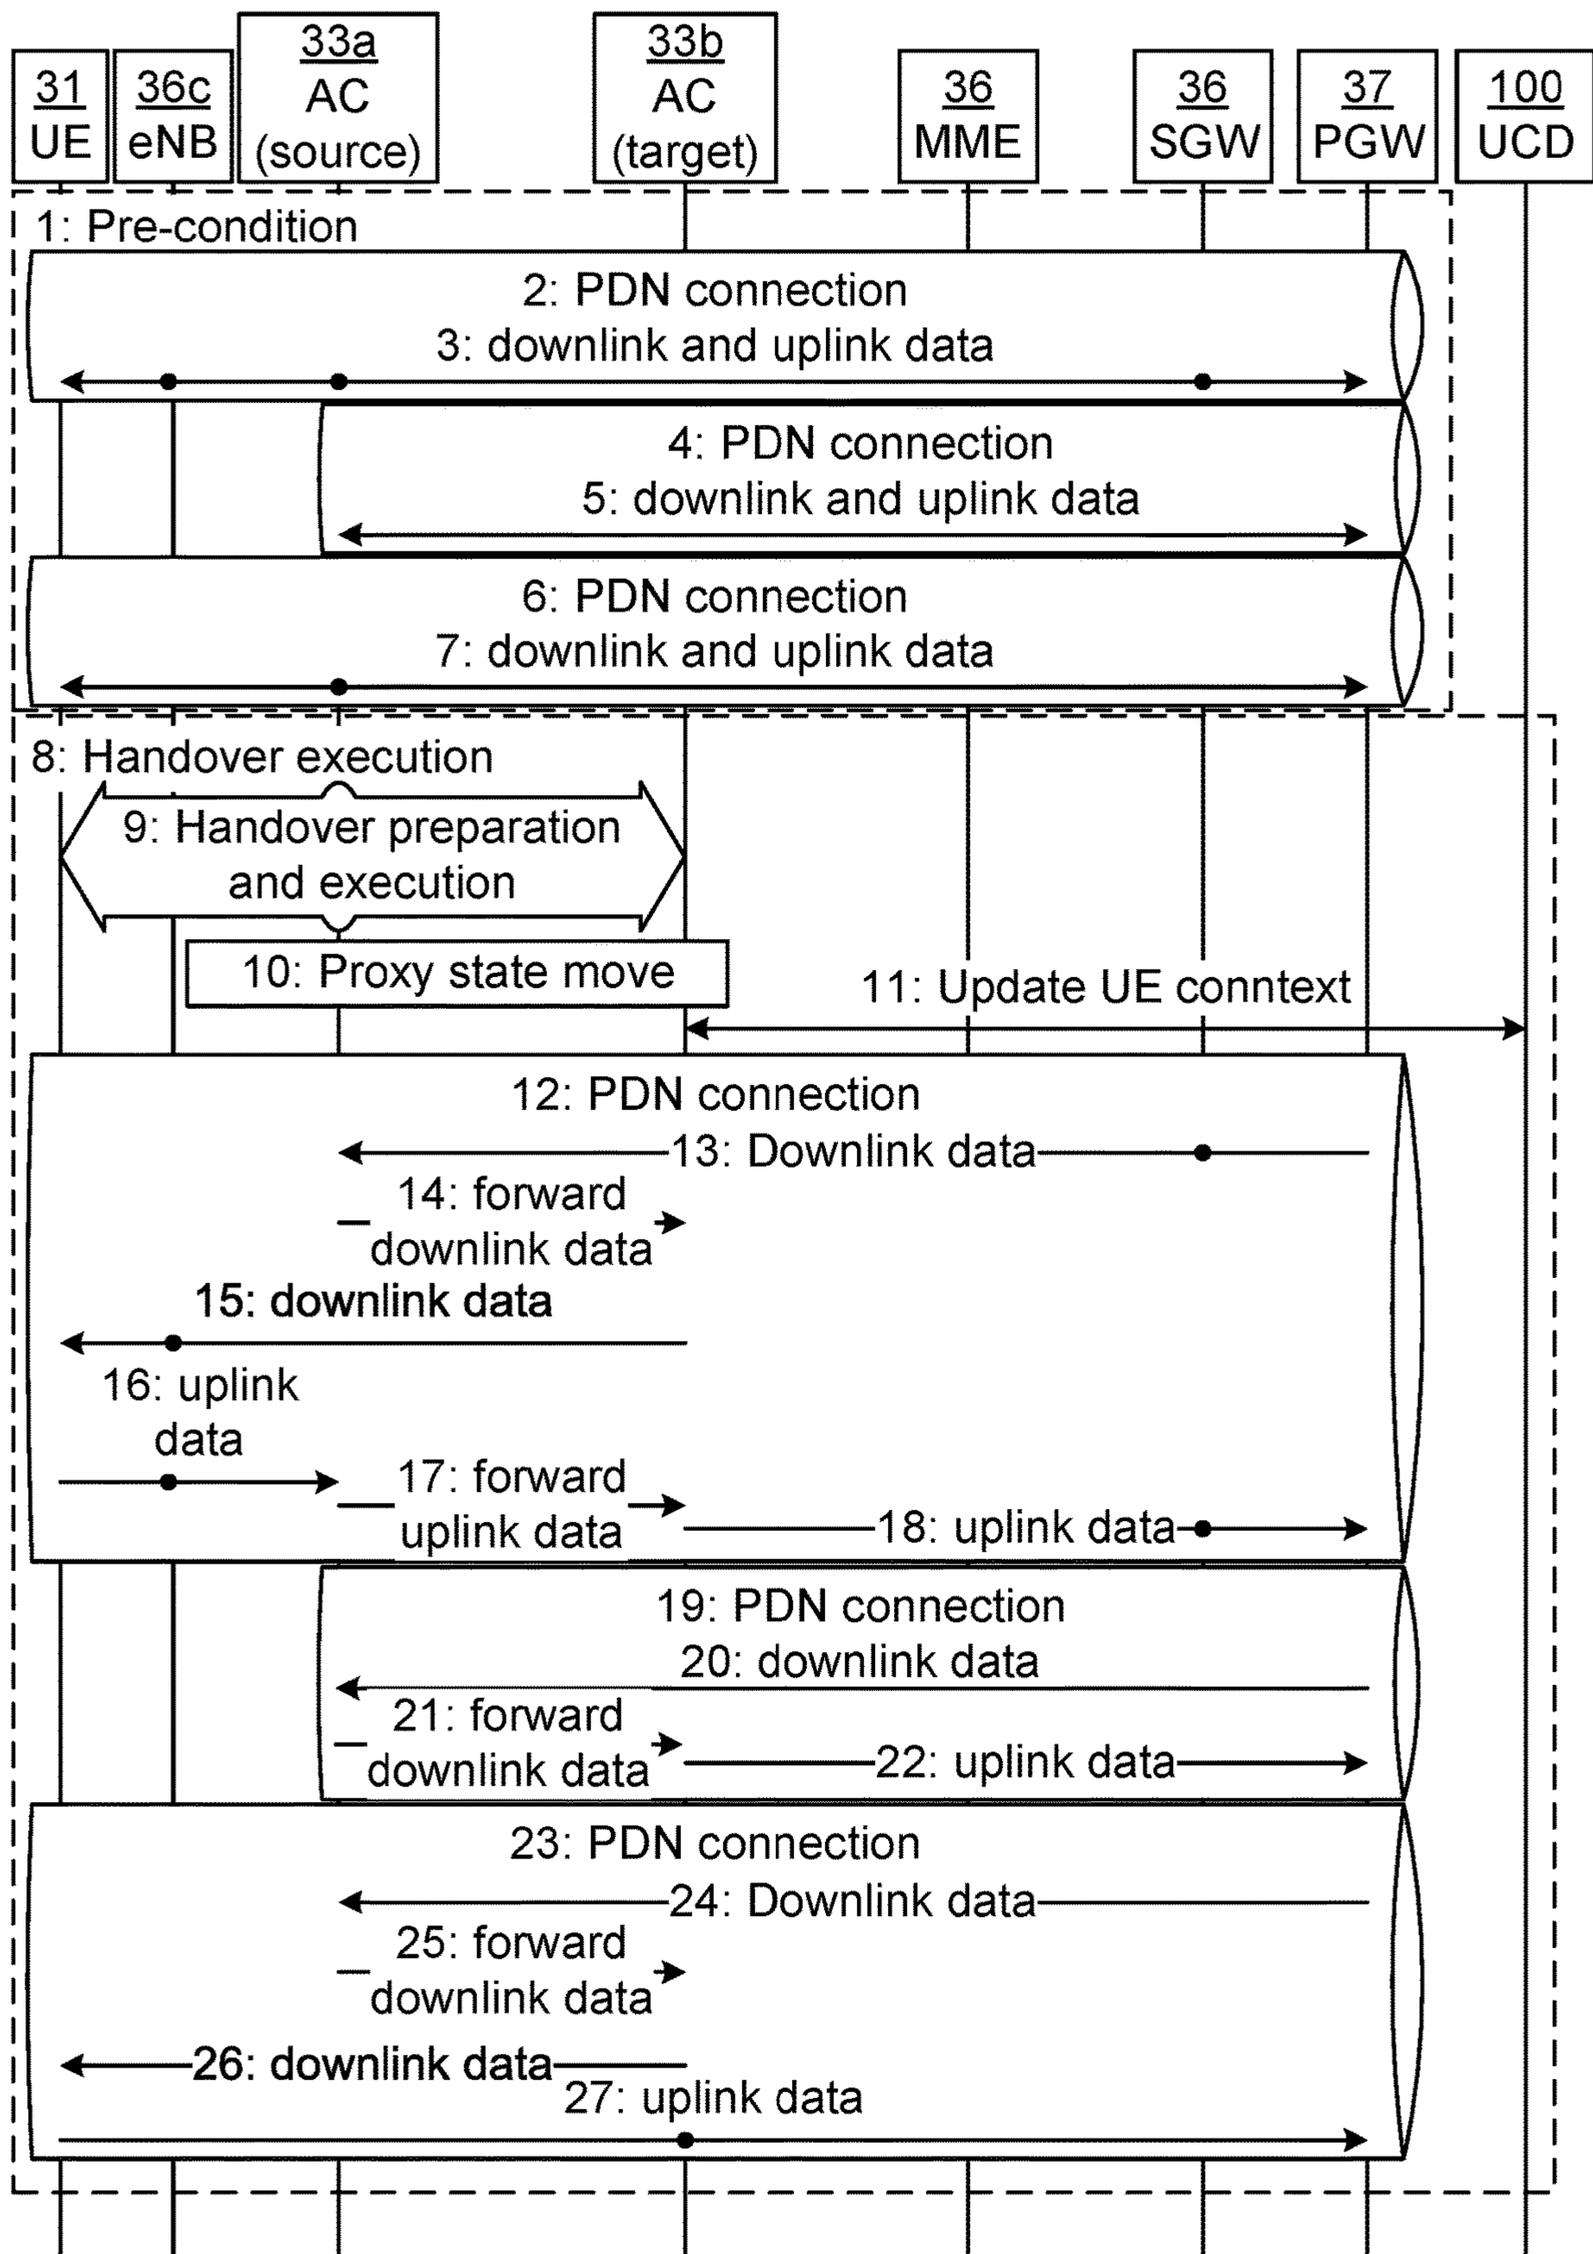 31
UE
36c
eNB
33a
AC
(source)
33b
AC
(target)
36
MME
36
SGW
37
PGW
100
UCD
1: Pre-condition
2: PDN connection
3: downlink and uplink data
4: PDN connection
5: downlink and uplink data
6: PDN connection
7: downlink and uplink data
8: Handover execution
9: Handover preparation
and execution
10: Proxy state move
11: Update UE conntext
12: PDN connection
13: Downlink data
14: forward
downlink data
15: downlink data
16: uplink
data
17: forward
uplink data
18: uplink data
19: PDN connection
20: downlink data
21: forward
downlink data
22: uplink data
23: PDN connection
24: Downlink data
25: forward
downlink data
26: downlink data
27: uplink data